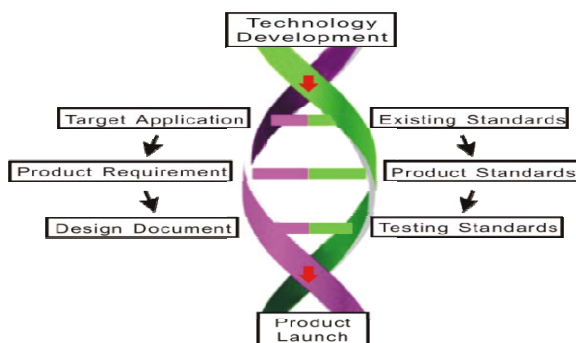 Technology
Development
Target Application
Existing Standards
Product Requirement
Product Standards
Design Document
Testing Standards
Product
Launch